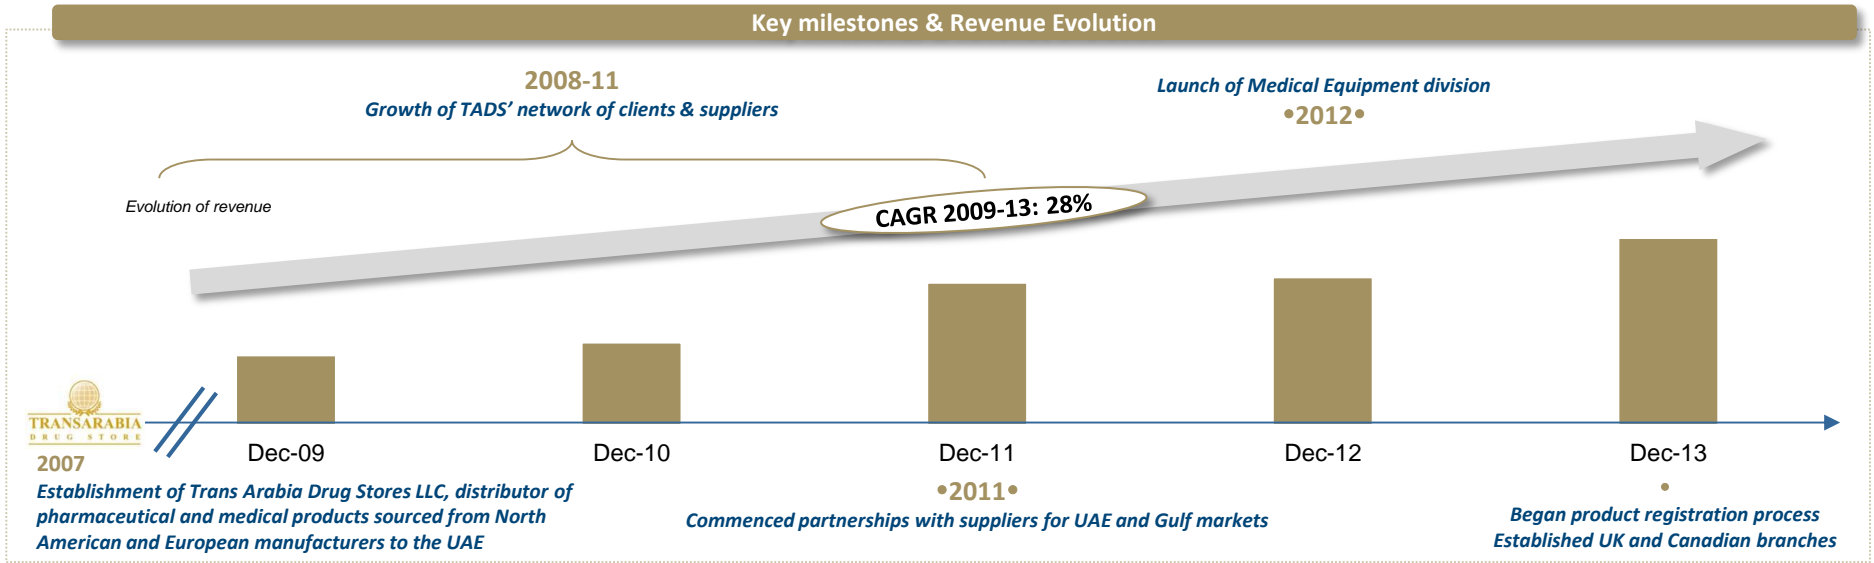 Key milestones & Revenue Evolution
2008-11
Growth of TADS' network of clients & suppliers
Launch of Medical Equipment division
•2012•
Evolution of revenue
CAGR 2009-13: 28%
TRANSARABIA
DRUG STORE
Dec-09
Dec-10
Dec-11
Dec-12
Dec-13
2007
Establishment of Trans Arabia Drug Stores LLC, distributor of
pharmaceutical and medical products sourced from North
American and European manufacturers to the UAE
•2011•
Commenced partnerships with suppliers for UAE and Gulf markets
•
Began product registration process
Established UK and Canadian branches